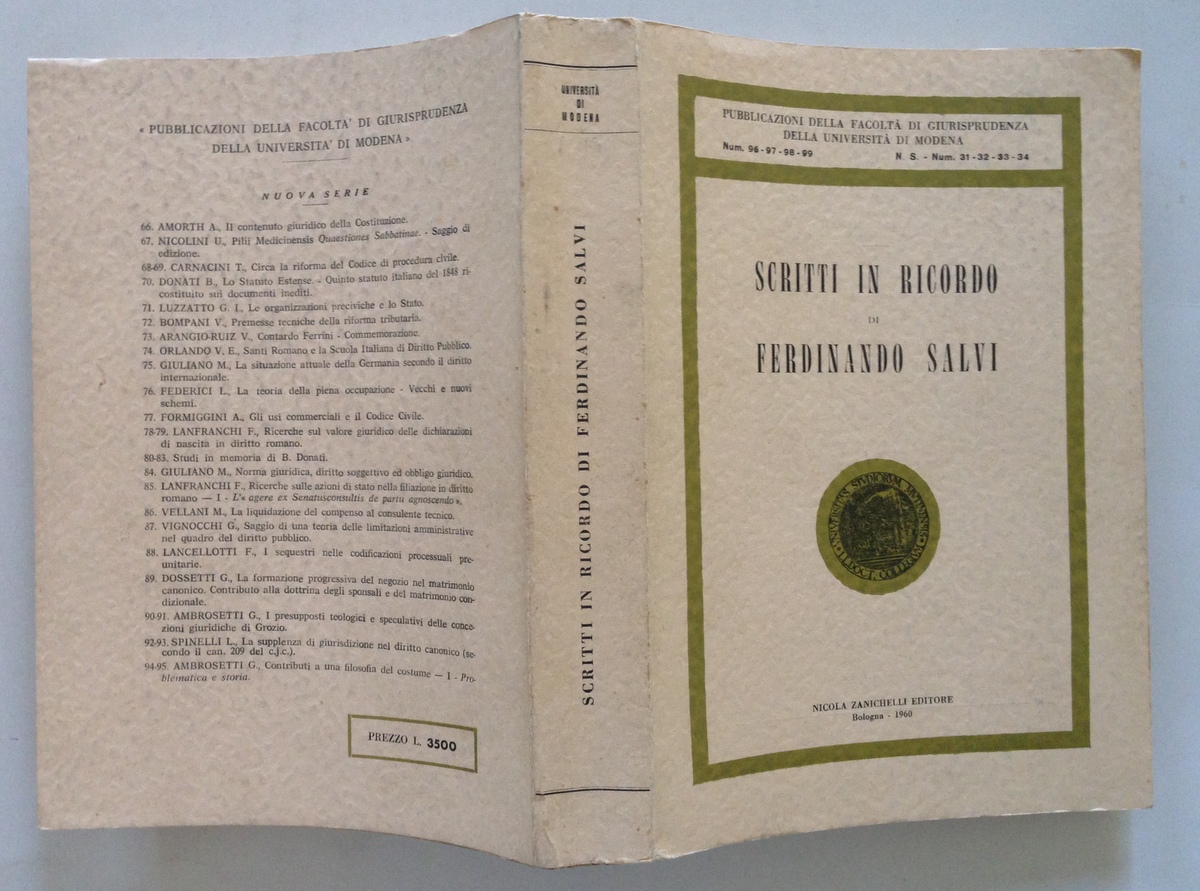 « PUBBLICAZIONI DELLA FACOLTA' DI GIURISPRUDENZA
DELLA UNIVERSITA' DI MODENA »
NUOVA SERIE
66. AMORTH A., Il contenuto giuridico della Costituzione.
67. NICOLINI U., Pilii Medicinensis Quaestiones Sabbatinae. - Saggio di
edizione.
68-69. CARNACINI T., Circa la riforma del Codice di procedura civile.
70. DONATI B., Lo Statuto Estense. - Quinto statuto italiano del 1848 ri-
costituito sui documenti inediti.
71. LUZZATTO G. I., Le organizzazioni preciviche e lo Stato.
72. BOMPANI V., Premesse tecniche della riforma tributaria.
73. ARANGIO-RUIZ V., Contardo Ferrini - Commemorazione.
74. ORLANDO V. E., Santi Romano e la Scuola Italiana di Diritto Pubblico.
75. GIULIANO M., La situazione attuale della Germania secondo il diritto
internazionale.
76. FEDERICI L., La teoria della piena occupazione - Vecchi e nuovi
schemi.
77. FORMIGGINI A., Gli usi commerciali e il Codice Civile.
78-79. LANFRANCHI F., Ricerche sul valore giuridico delle dichiarazioni
di nascita in diritto romano.
80-83. Studi in memoria di B. Donati.
84. GIULIANO M., Norma giuridica, diritto soggettivo ed obbligo giuridico.
85. LANFRANCHI F., Ricerche sulle azioni di stato nella filiazione in diritto
romano — I - L'« agere ex Senatusconsultis de partu agnoscendo ».
86. VELLANI M., La liquidazione del compenso al consulente tecnico.
87. VIGNOCCHI G., Saggio di una teoria delle limitazioni amministrative
nel quadro del diritto pubblico.
88. LANCELLOTTI F., I sequestri nelle codificazioni processuali pre-
unitarie.
89. DOSSETTI G., La formazione progressiva del negozio nel matrimonio
canonico. Contributo alla dottrina degli sponsali e del matrimonio con-
dizionale.
90-91. AMBROSETTI G., I presupposti teologici e speculativi delle conce-
zioni giuridiche di Grozio.
92-93. SPINELLI L., La supplenza di giurisdizione nel diritto canonico (se-
condo il can. 209 del c.j.c.).
94-95. AMBROSETTI G., Contributi a una filosofia del costume — I - Pro-
blematica e storia.
PREZZO L. 3500
UNIVERSITÀ
DI
MODENA
SCRITTI IN RICORDO DI FERDINANDO SALVI
PUBBLICAZIONI DELLA FACOLTÀ DI GIURISPRUDENZA
DELLA UNIVERSITÀ DI MODENA
Num. 96-97-98-99 N. S. - Num. 31-32-33-34
SCRITTI IN RICORDO
DI
FERDINANDO SALVI
NICOLA ZANICHELLI EDITORE
Bologna - 1960